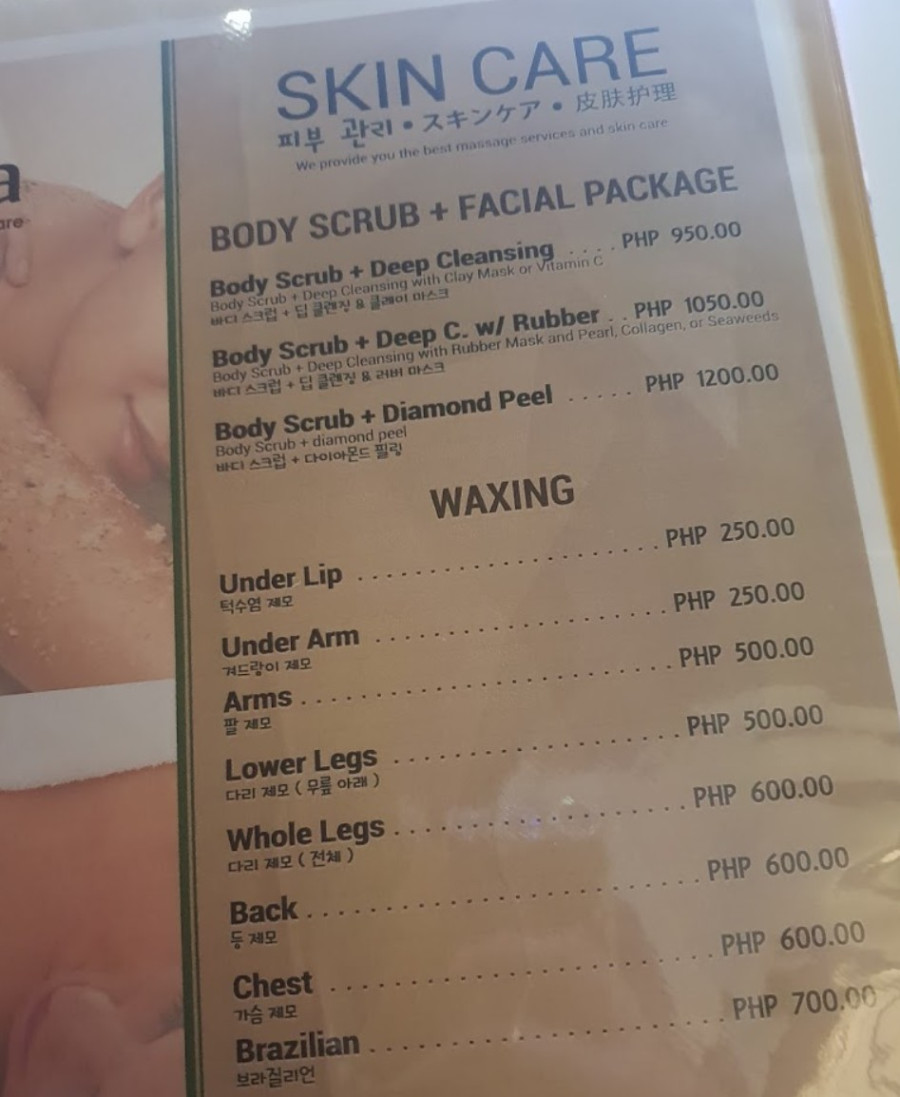 a
are
SKIN CARE
피부 관리 • スキンケア • 皮肤护理
We provide you the best massage services and skin care
BODY SCRUB + FACIAL PACKAGE
Body Scrub + Deep Cleansing .... PHP 950.00
Body Scrub + Deep Cleansing with Clay Mask or Vitamin C
바디 스크럽 + 딥 클렌징 & 클레이 마스크
Body Scrub + Deep C. w/ Rubber .. PHP 1050.00
Body Scrub + Deep Cleansing with Rubber Mask and Pearl, Collagen, or Seaweeds
바디 스크럽 + 딥 클렌징 & 러버 마스크
Body Scrub + Diamond Peel ..... PHP 1200.00
Body Scrub + diamond peel
바디 스크럽 + 다이아몬드 필링
WAXING
Under Lip ..................... PHP 250.00
턱수염 제모
Under Arm .................... PHP 250.00
겨드랑이 제모
Arms ......................... PHP 500.00
팔 제모
Lower Legs .................... PHP 500.00
다리 제모 ( 무릎 아래 )
Whole Legs .................... PHP 600.00
다리 제모 ( 전체 )
Back .......................... PHP 600.00
등 제모
Chest ......................... PHP 600.00
가슴 제모
Brazilian ....................... PHP 700.00
브라질리언